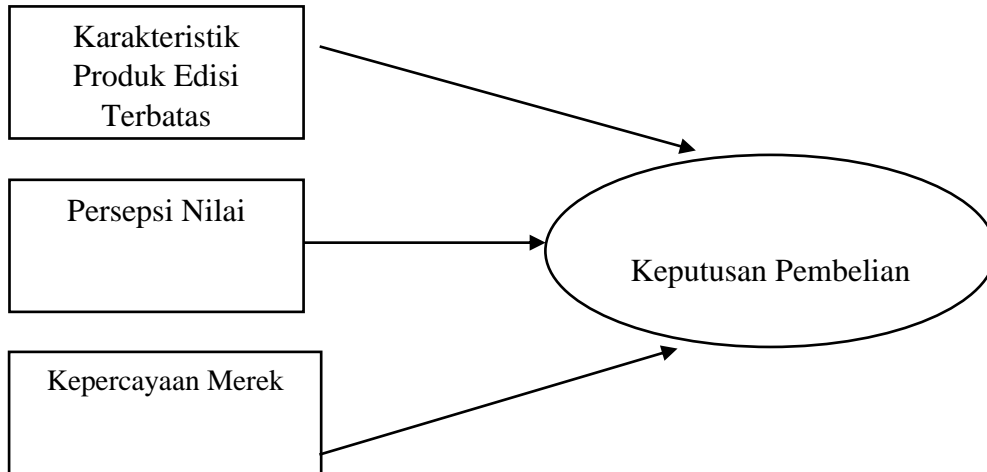 Karakteristik
Produk Edisi
Terbatas
Persepsi Nilai
Keputusan Pembelian
Kepercayaan Merek